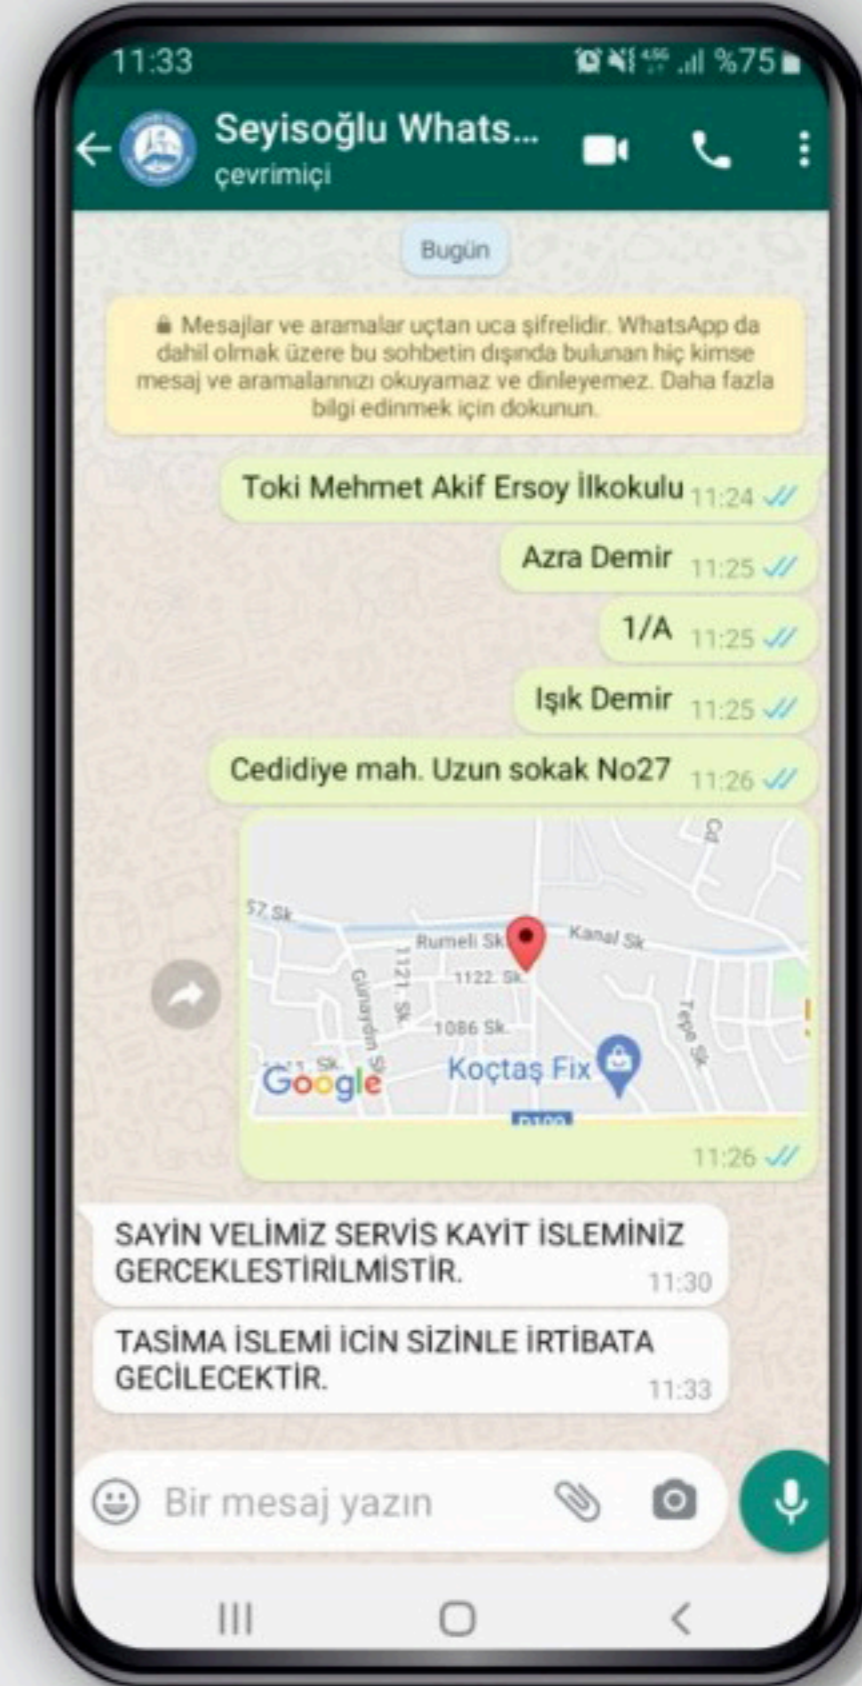 11:33
%75
Seyisoğlu Whats...
çevrimiçi
Bugün
Mesajlar ve aramalar uçtan uca şifrelidir. WhatsApp da
dahil olmak üzere bu sohbetin dışında bulunan hiç kimse
mesaj ve aramalarınızı okuyamaz ve dinleyemez. Daha fazla
bilgi edinmek için dokunun.
Toki Mehmet Akif Ersoy İlkokulu 11:24
Azra Demir 11:25
1/A 11:25
Işık Demir 11:25
Cedidiye mah. Uzun sokak No27 11:26
Cd
57. Sk
Rumeli Sk
Kanal Sk
1121. Sk.
1122. Sk
Günaydın Sk
1086 Sk.
Tepe Sk
Sk
Koçtaş Fix
Google
D100
11:26
SAYİN VELİMİZ SERVİS KAYİT İSLEMİNİZ
GERCEKLESTİRİLMİSTİR. 11:30
TASİMA İSLEMİ İCİN SİZİNLE İRTİBATA
GECİLECEKTİR. 11:33
Bir mesaj yazın